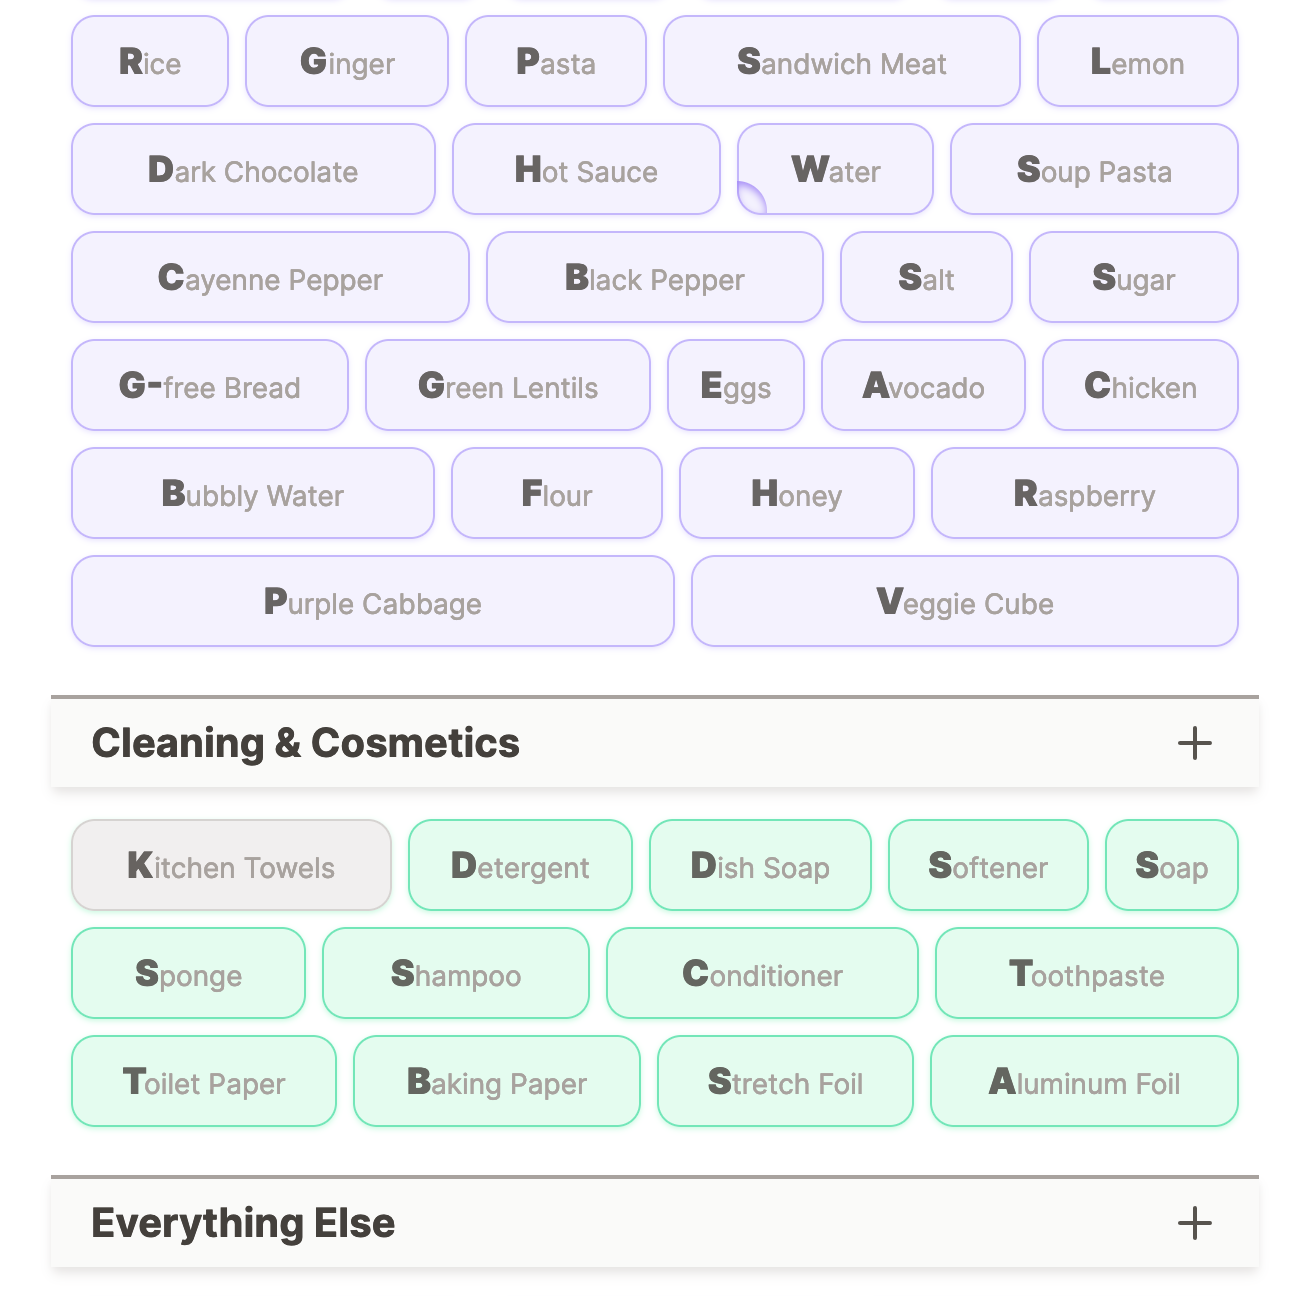 Rice Ginger Pasta Sandwich Meat Lemon
Dark Chocolate Hot Sauce Water Soup Pasta
Cayenne Pepper Black Pepper Salt Sugar
G-free Bread Green Lentils Eggs Avocado Chicken
Bubbly Water Flour Honey Raspberry
Purple Cabbage Veggie Cube
Cleaning & Cosmetics
Kitchen Towels Detergent Dish Soap Softener Soap
Sponge Shampoo Conditioner Toothpaste
Toilet Paper Baking Paper Stretch Foil Aluminum Foil
Everything Else